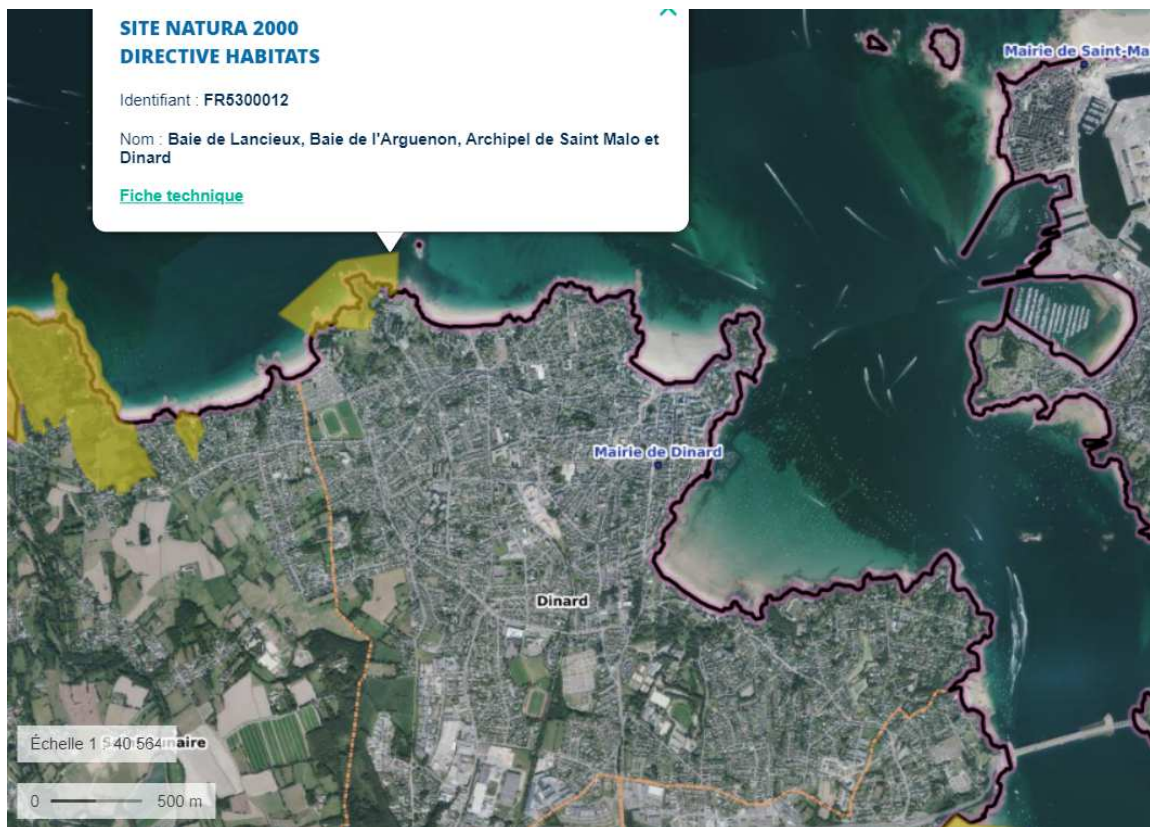 SITE NATURA 2000
DIRECTIVE HABITATS
Identifiant : FR5300012
Nom : Baie de Lancieux, Baie de l'Arguenon, Archipel de Saint Malo et
Dinard
Fiche technique
Mairie de Saint-Ma
Mairie de Dinard
Dinard
Échelle 1 : 40 564
naire
0 500 m